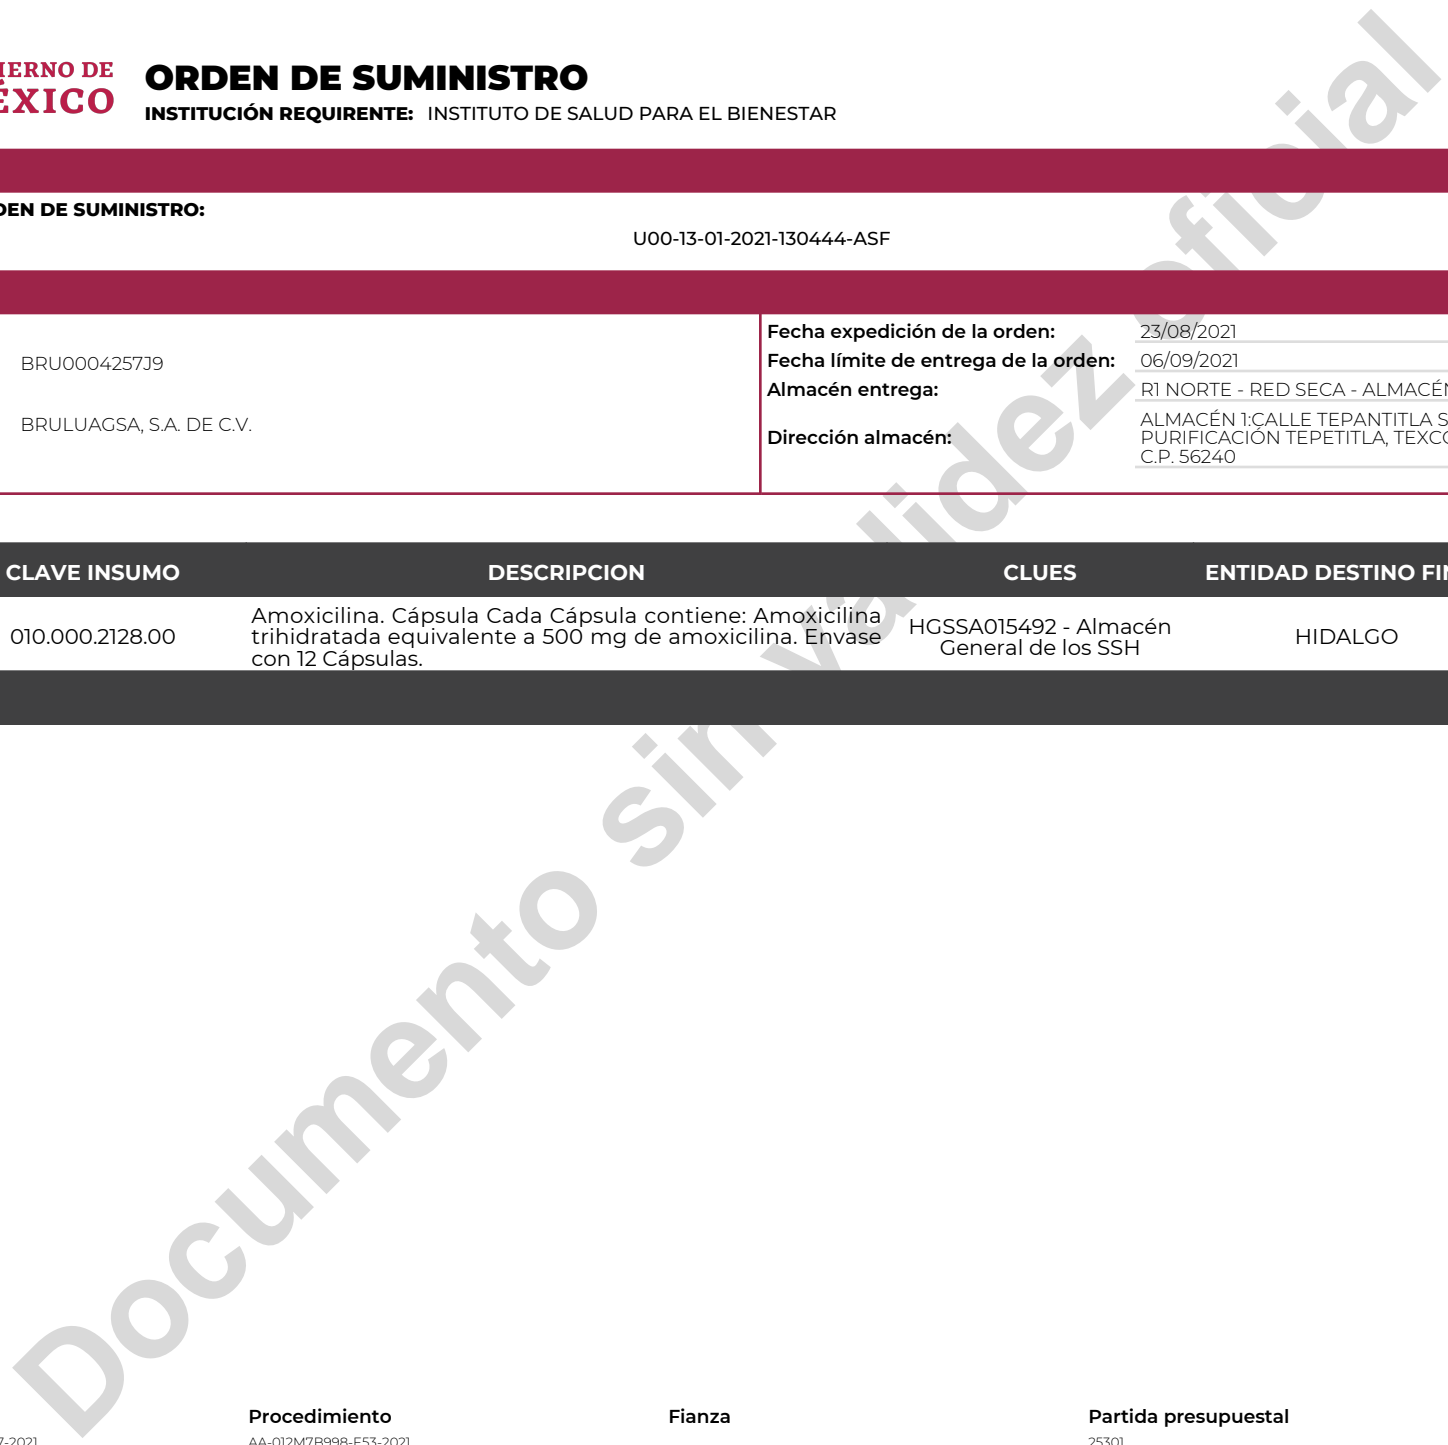 ORDEN DE SUMINISTRO
INSTITUCIÓN REQUIRENTE: INSTITUTO DE SALUD PARA EL BIENESTAR
DE
DE SUMINISTRO:
U00-13-01-2021-130444-ASF
BRU0004257J9
BRULUAGSA, S.A. DE C.V.
Fecha expedición de la orden: 23/08/2021
Fecha límite de entrega de la orden: 06/09/2021
Almacén entrega: R1 NORTE - RED SECA - ALMACÉN
Dirección almacén: ALMACÉN 1:CALLE TEPANTITLA
PURIFICACIÓN TEPETITLA,
C.P. 56240
CLAVE INSUMO DESCRIPCION CLUES ENTIDAD DESTINO
010.000.2128.00
Amoxicilina. Cápsula Cada Cápsula contiene: Amoxicilina
trihidratada equivalente a 500 mg de amoxicilina. Envase
con 12 Cápsulas.
HGSSA015492 - Almacén
General de los SSH
HIDALGO
Documento sin validez oficial
Procedimiento Fianza Partida presupuestal
AA-012M7B998-E53-2021 25301